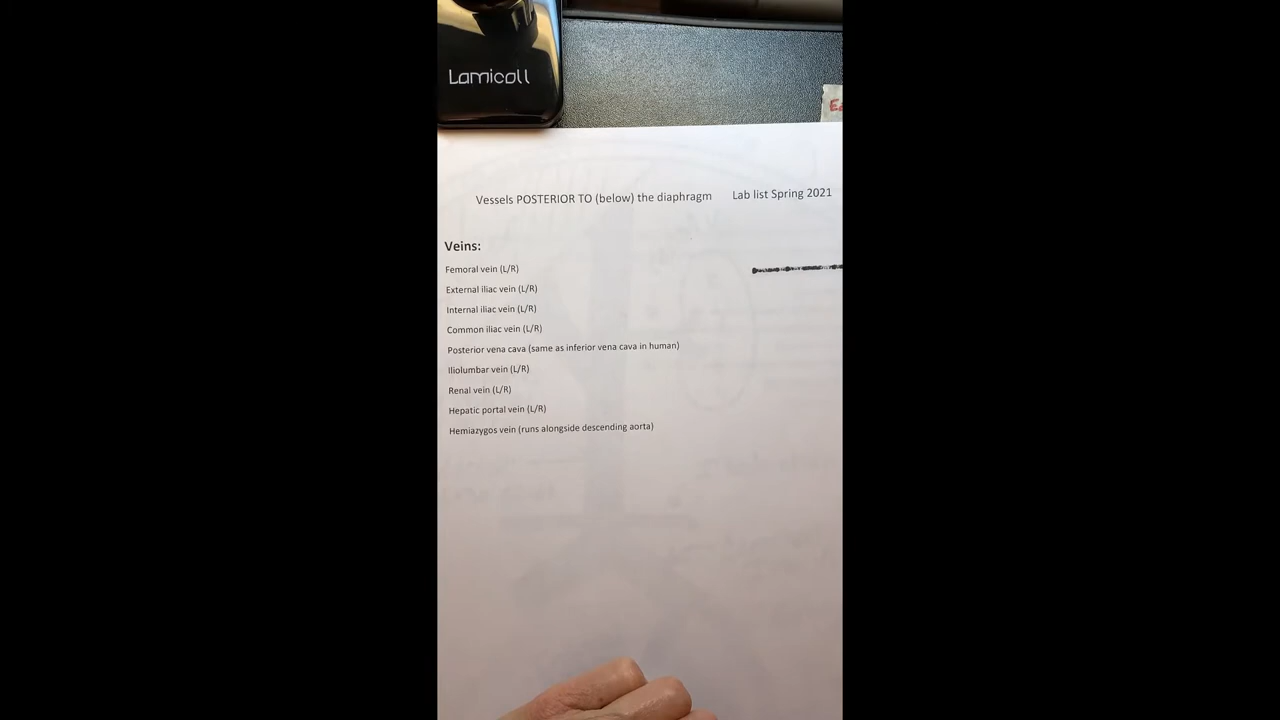 Lamicall
Vessels POSTERIOR TO (below) the diaphragm Lab list Spring 2021
Veins:
Femoral vein (L/R)
External iliac vein (L/R)
Internal iliac vein (L/R)
Common iliac vein (L/R)
Posterior vena cava (same as inferior vena cava in human)
Iliolumbar vein (L/R)
Renal vein (L/R)
Hepatic portal vein (L/R)
Hemiazygos vein (runs alongside descending aorta)